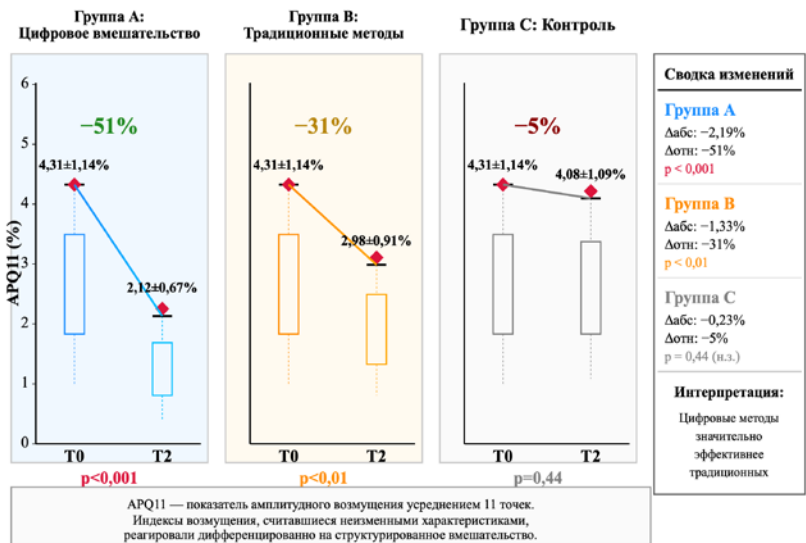 Группа А:
Цифровое вмешательство
Группа В:
Традиционные методы
Группа С: Контроль
APQ11 (%)
6
5
4
3
2
1
0
−51%
4,31±1,14%
2,12±0,67%
T0
T2
p<0,001
−31%
4,31±1,14%
2,98±0,91%
T0
T2
p<0,01
−5%
4,31±1,14%
4,08±1,09%
T0
T2
p=0,44
Сводка изменений
Группа А
Δабс: −2,19%
Δотн: −51%
p < 0,001
Группа В
Δабс: −1,33%
Δотн: −31%
p < 0,01
Группа С
Δабс: −0,23%
Δотн: −5%
p = 0,44 (н.з.)
Интерпретация:
Цифровые методы
значительно
эффективнее
традиционных
APQ11 — показатель амплитудного возмущения усреднением 11 точек.
Индексы возмущения, считавшиеся неизменными характеристиками,
реагировали дифференцированно на структурированное вмешательство.